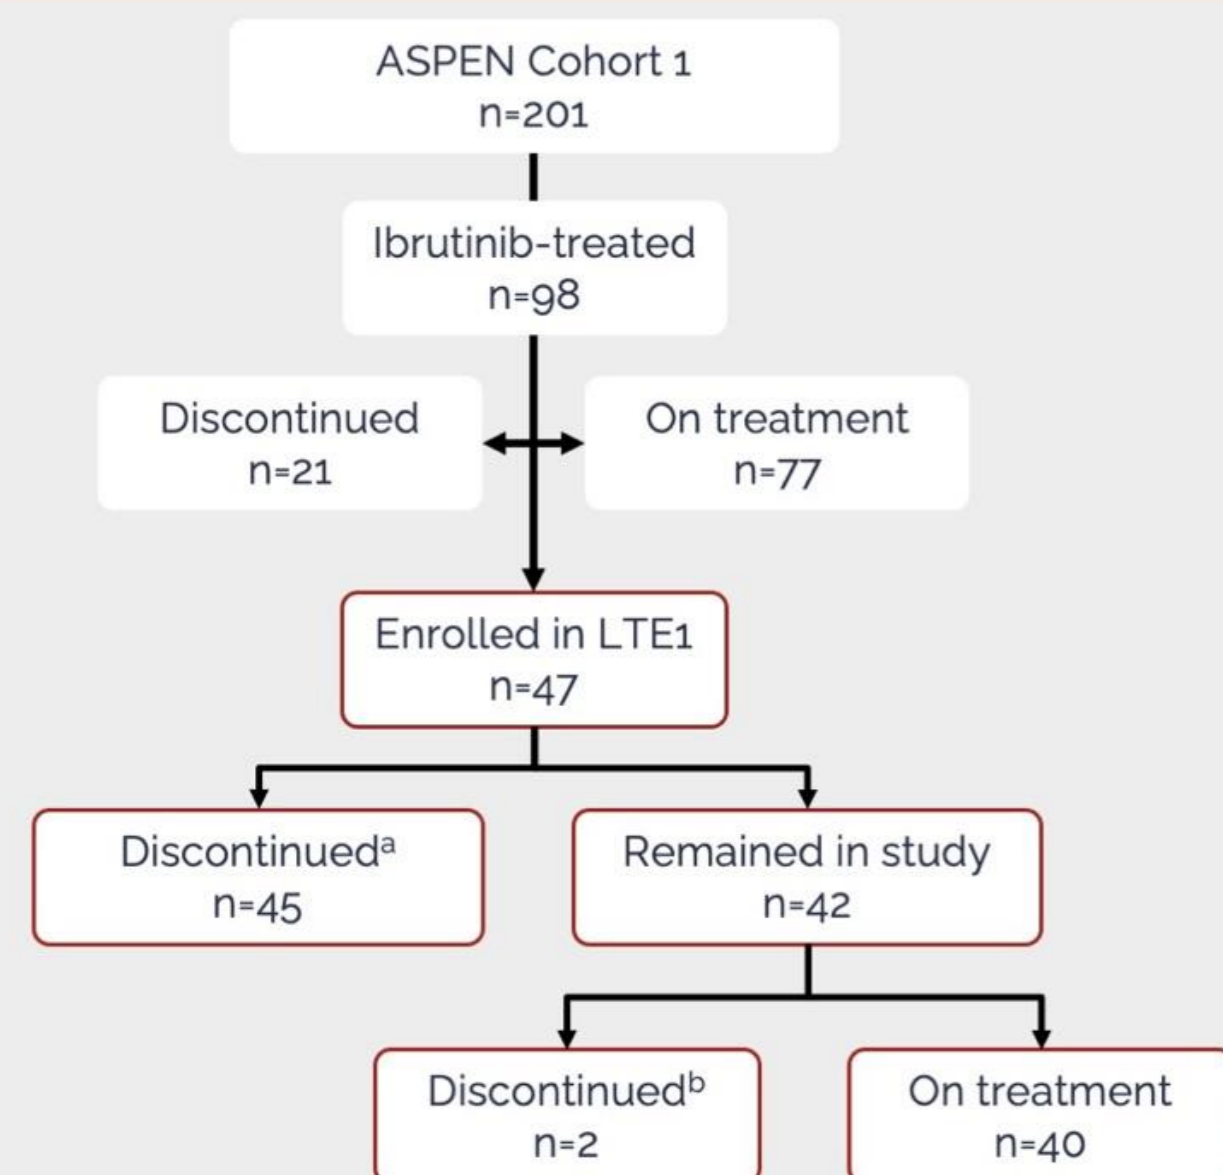 ASPEN Cohort 1
n=201
Ibrutinib-treated
n=98
Discontinued
n=21
On treatment
n=77
Enrolled in LTE1
n=47
Discontinuedᵃ
n=45
Remained in study
n=42
Discontinuedᵇ
n=2
On treatment
n=40